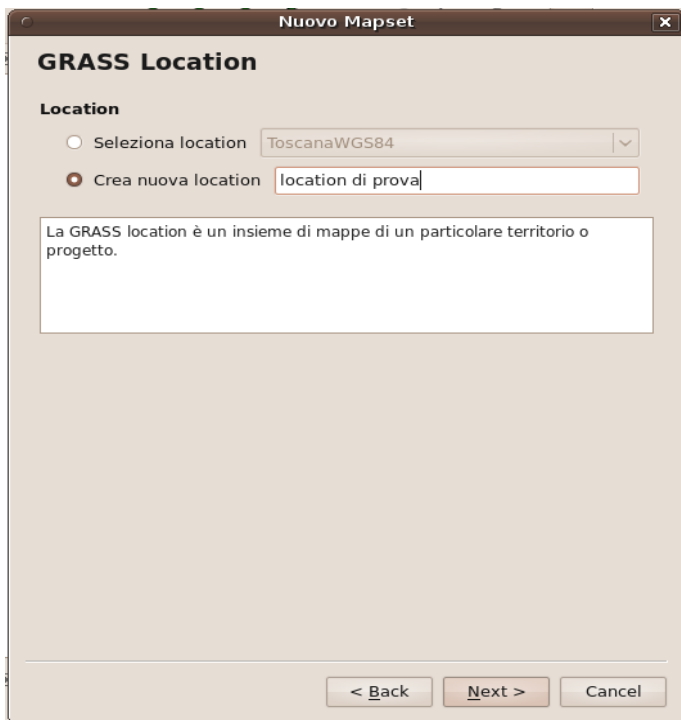 Nuovo Mapset
GRASS Location
Location
Seleziona location ToscanaWGS84
Crea nuova location location di prova
La GRASS location è un insieme di mappe di un particolare territorio o
progetto.
< Back Next > Cancel